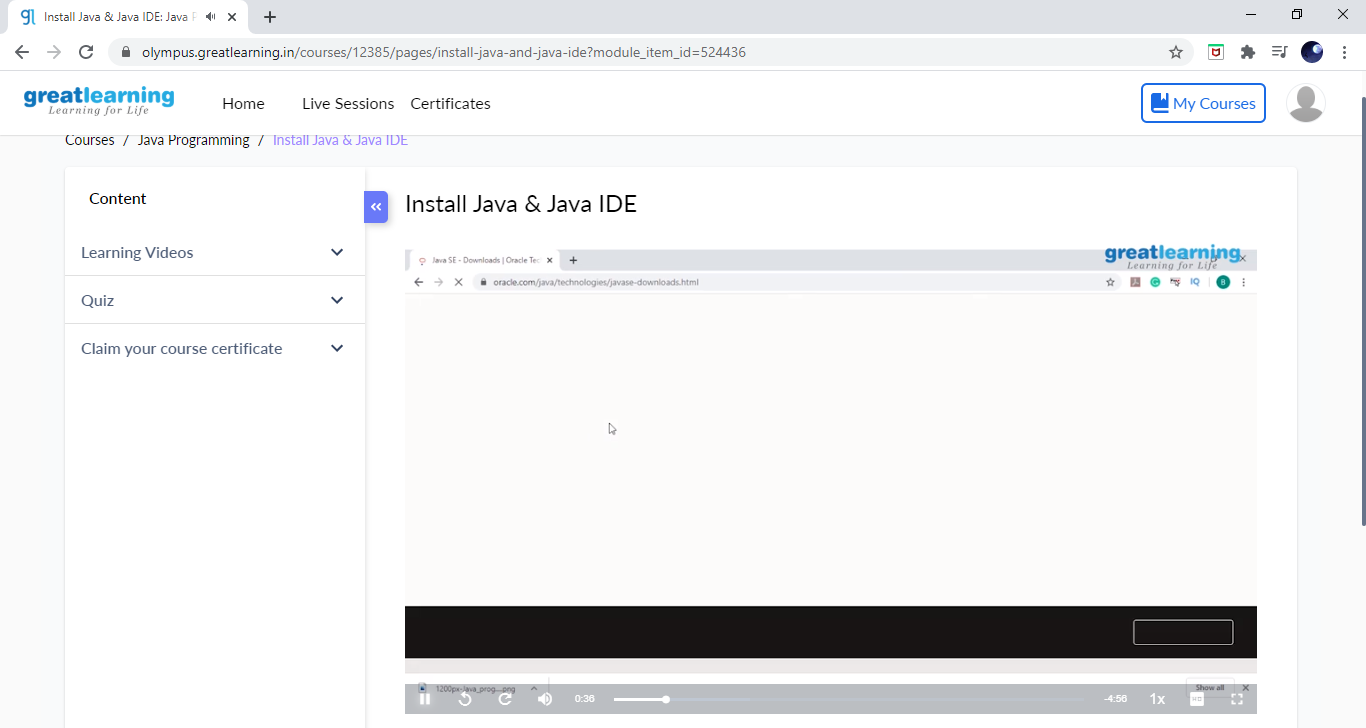 Install Java & Java IDE: Java
olympus.greatlearning.in/courses/12385/pages/install-java-and-java-ide?module_item_id=524436
greatlearning
Learning for Life
Home Live Sessions Certificates My Courses
Courses / Java Programming / Install Java & Java IDE
Content
Install Java & Java IDE
Learning Videos
Quiz
Claim your course certificate
Java SE - Downloads | Oracle Tec
greatlearning
Learning for Life
oracle.com/java/technologies/javase-downloads.html
IQ B
1200px-Java_prog....png
Show all
0:36 -4:56 1x